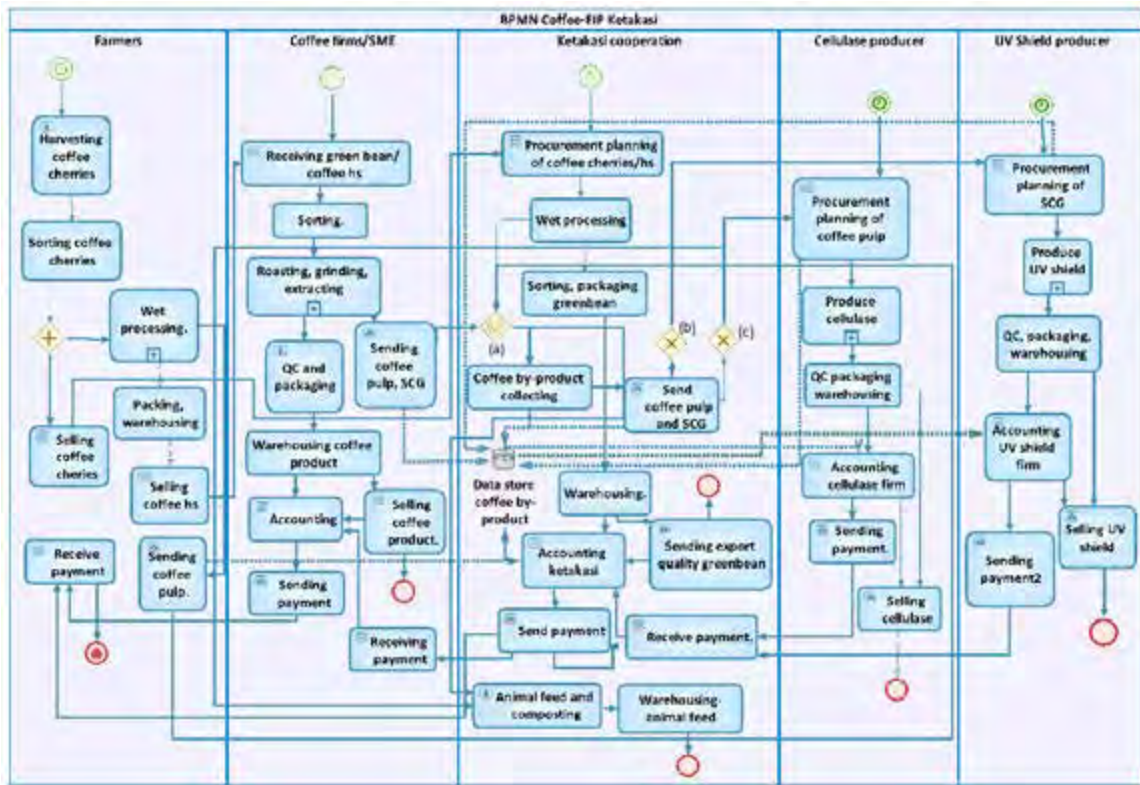 BPMN Coffee-EIP Ketakasi
Farmers
Coffee firms/SME
Ketakasi cooperation
Cellulase producer
UV Shield producer
Harvesting
coffee
cherries
Sorting coffee
cherries
Wet
processing.
Packing,
warehousing
Selling
coffee
cheries
Selling
coffee hs
Receive
payment
Sending
coffee
pulp.
Receiving green bean/
coffee hs
Sorting.
Roasting, grinding,
extracting
QC and
packaging
Sending
coffee
pulp, SCG
Warehousing coffee
product
Accounting
Selling
coffee
product.
Sending
payment
Receiving
payment
Procurement planning
of coffee cherries/hs
Wet processing
Sorting, packaging
greenbean
(a)
(b)
(c)
Coffee by-product
collecting
Send
coffee pulp
and SCG
Data store
coffee by-
product
Warehousing.
Accounting
ketakasi
Sending export
quality greenbean
Send payment
Receive payment.
Animal feed and
composting
Warehousing-
animal feed
Procurement
planning of
coffee pulp
Produce
cellulase
QC packaging
warehousing
Accounting
cellulase firm
Sending
payment.
Selling
cellulase
Procurement
planning of
SCG
Produce
UV shield
QC, packaging,
warehousing
Accounting
UV shield
firm
Selling UV
shield
Sending
payment2